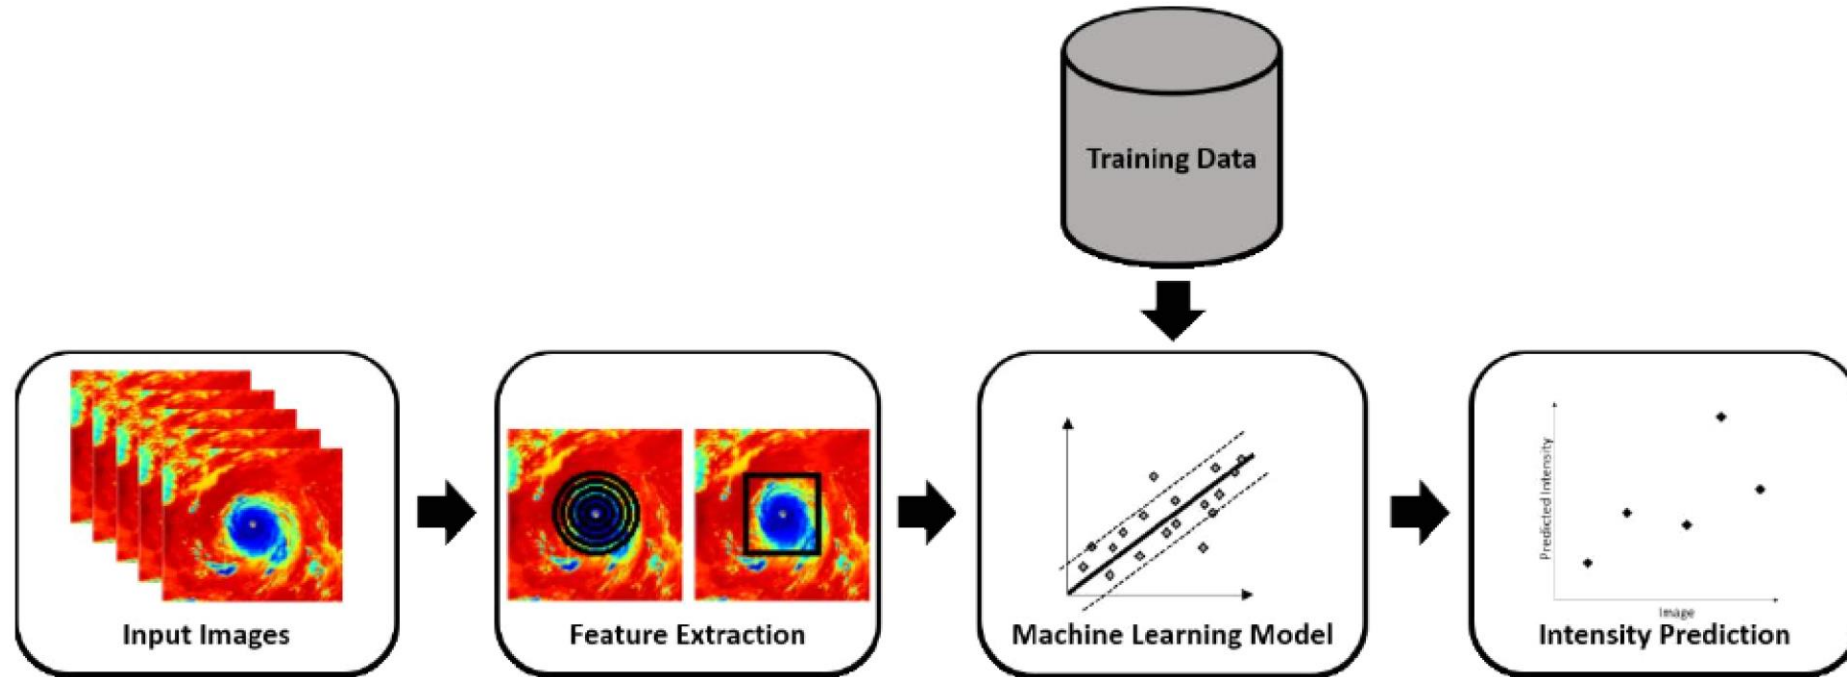 Training Data
Input Images
Feature Extraction
Machine Learning Model
Predicted Intensity
Image
Intensity Prediction